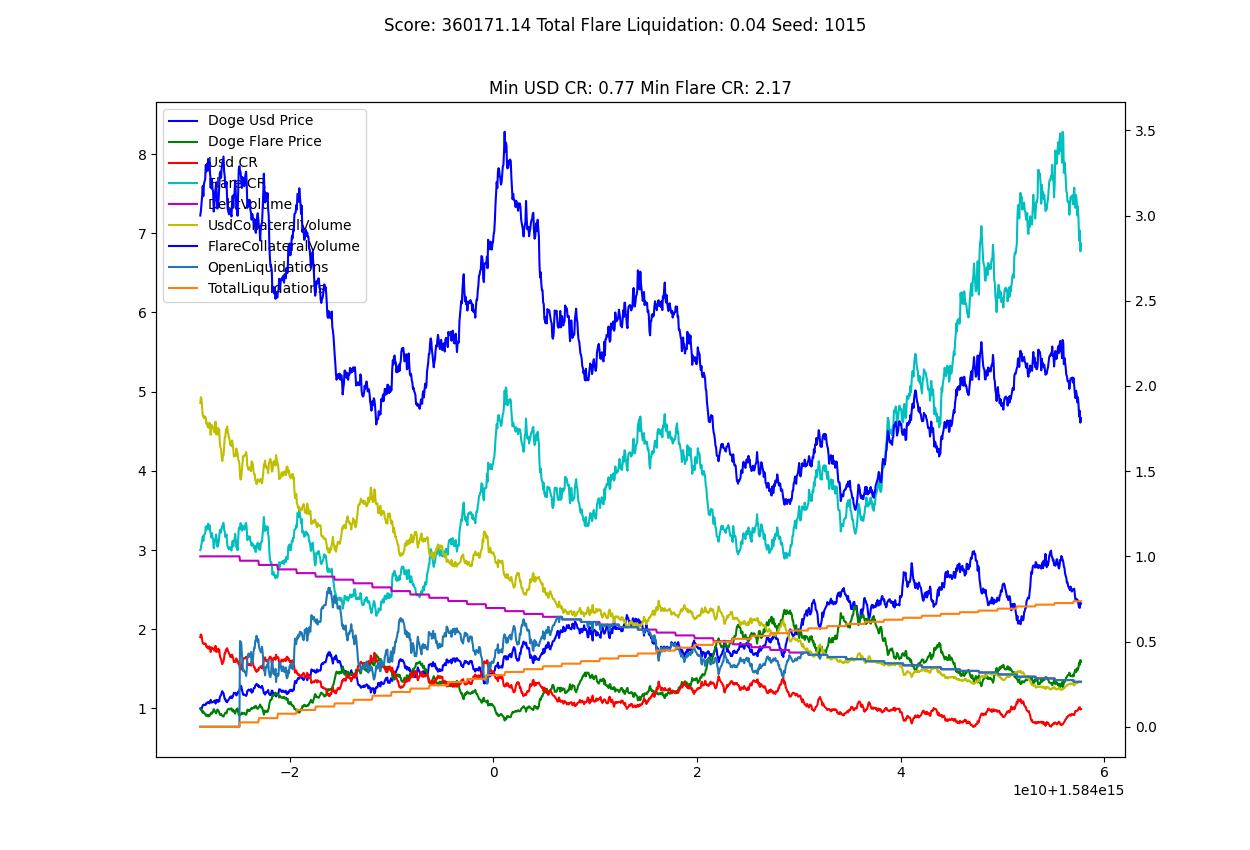 Score: 360171.14 Total Flare Liquidation: 0.04 Seed: 1015
Min USD CR: 0.77 Min Flare CR: 2.17
Doge Usd Price
Doge Flare Price
Usd CR
Flare CR
DebtVolume
UsdCollateralVolume
FlareCollateralVolume
OpenLiquidations
TotalLiquidations
8
7
6
5
4
3
2
1
3.5
3.0
2.5
2.0
1.5
1.0
0.5
0.0
−2
0
2
4
6
1e10+1.584e15